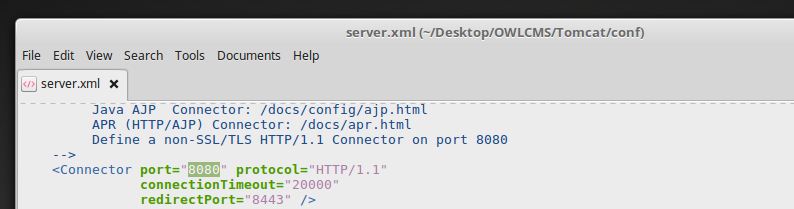 server.xml (~/Desktop/OWLCMS/Tomcat/conf)
File Edit View Search Tools Documents Help
server.xml
Java AJP  Connector: /docs/config/ajp.html
APR (HTTP/AJP) Connector: /docs/apr.html
Define a non-SSL/TLS HTTP/1.1 Connector on port 8080
-->
<Connector port="8080" protocol="HTTP/1.1"
connectionTimeout="20000"
redirectPort="8443" />